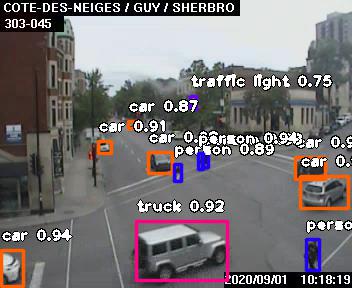 COTE-DES-NEIGES / GUY / SHERBRO
303-045
traffic light 0.75
car 0.87
car 0.91
person 0.89
truck 0.92
car 0.94
2020/09/01 10:18:19